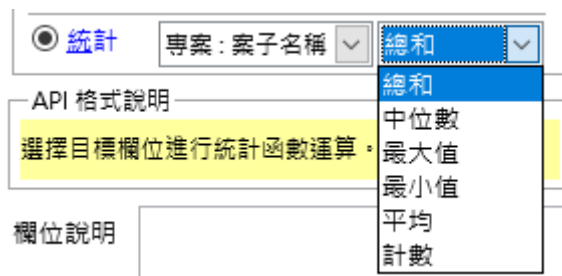 統計 專案 : 案子名稱 總和
總和
API 格式說明
中位數
選擇目標欄位進行統計函數運算。
最大值
最小值
平均
欄位說明
計數